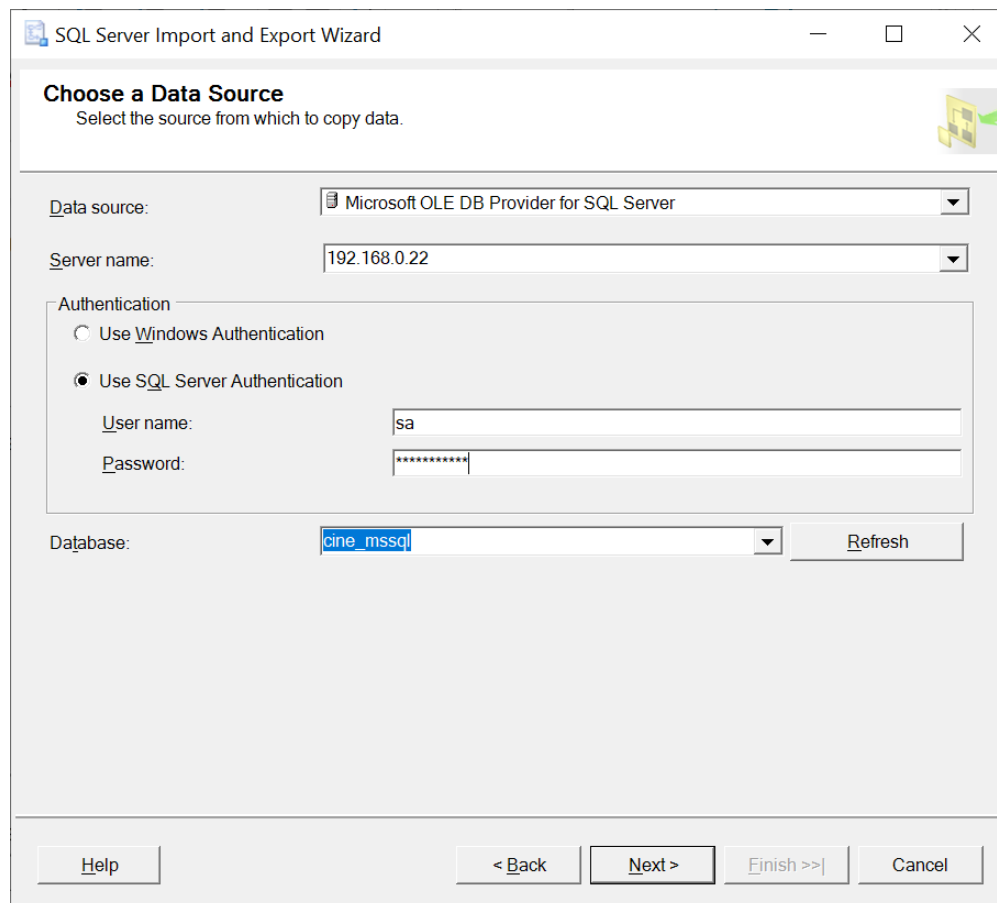 SQL Server Import and Export Wizard
Choose a Data Source
Select the source from which to copy data.
Data source: Microsoft OLE DB Provider for SQL Server
Server name: 192.168.0.22
Authentication
Use Windows Authentication
Use SQL Server Authentication
User name: sa
Password: ***********
Database: cine_mssql Refresh
Help < Back Next > Finish >>| Cancel